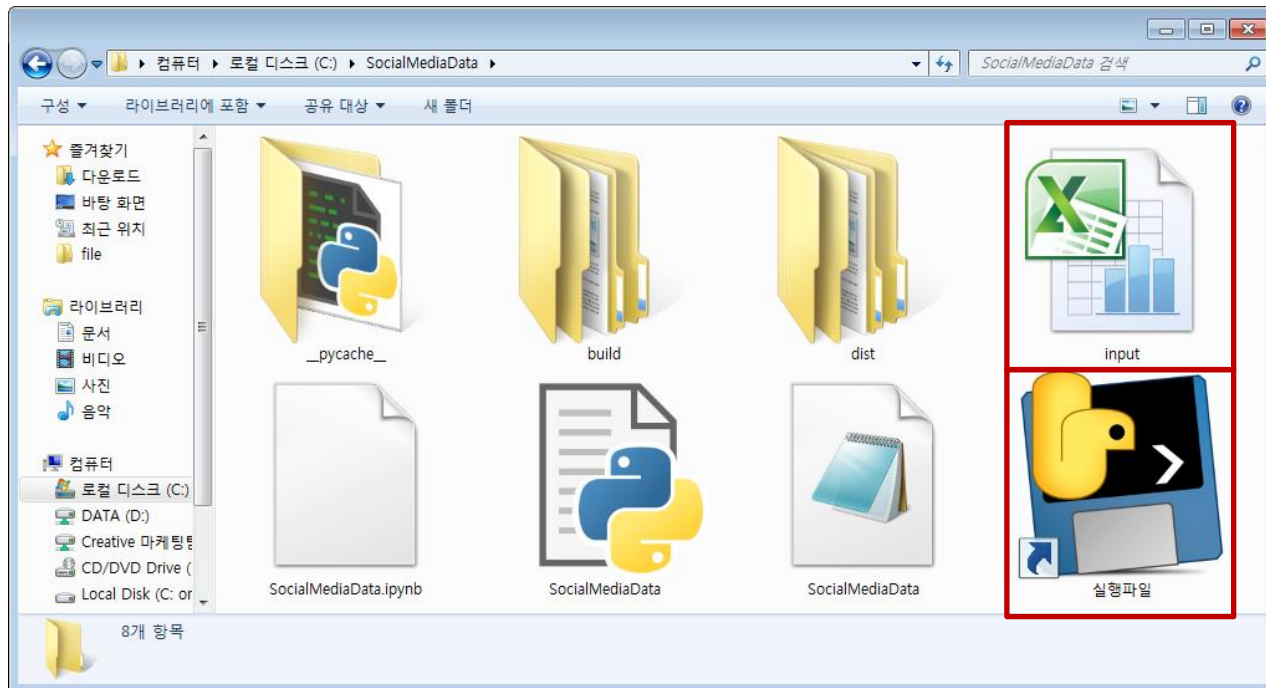 컴퓨터 ▸ 로컬 디스크 (C:) ▸ SocialMediaData ▸
SocialMediaData 검색
구성 라이브러리에 포함 공유 대상 새 폴더
즐겨찾기
다운로드
바탕 화면
최근 위치
file
라이브러리
문서
비디오
사진
음악
컴퓨터
로컬 디스크 (C:)
DATA (D:)
Creative 마케팅
CD/DVD Drive (
Local Disk (C: or
__pycache__
build
dist
input
SocialMediaData.ipynb
SocialMediaData
SocialMediaData
실행파일
8개 항목